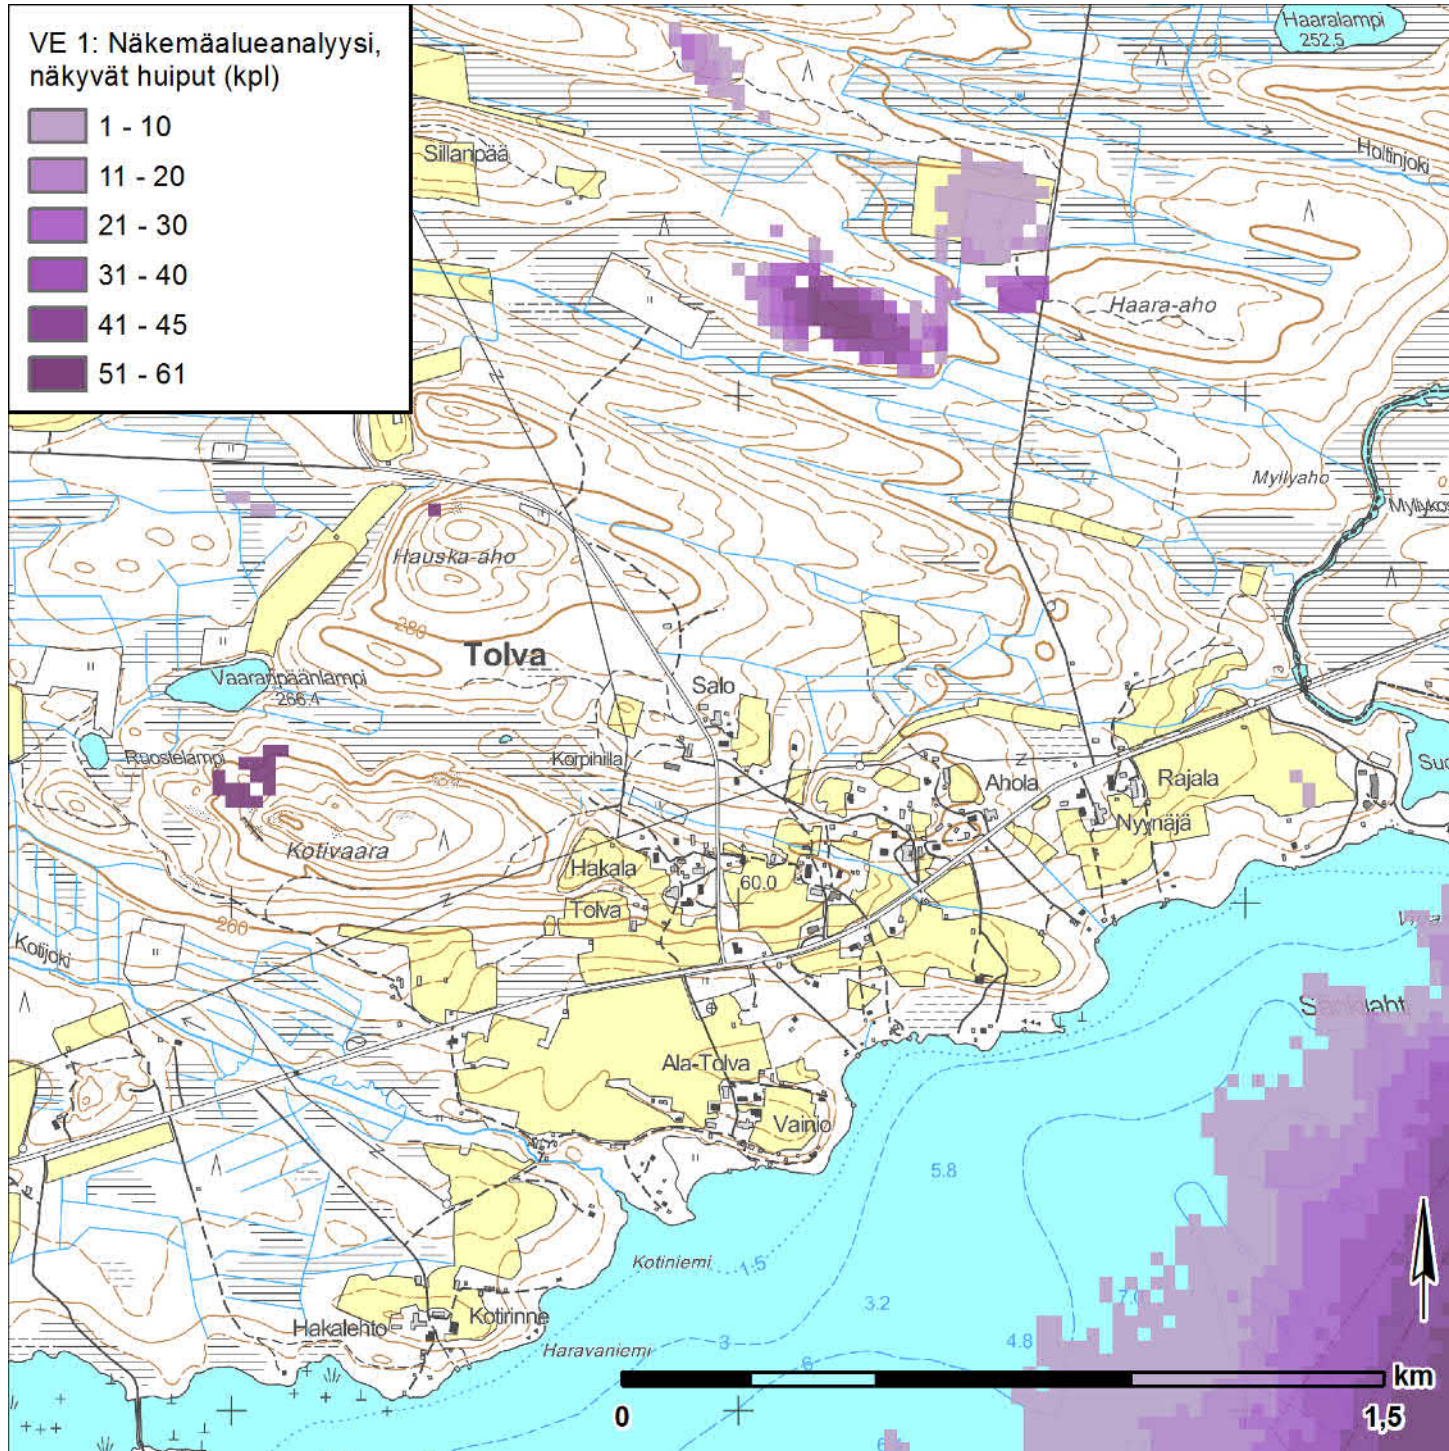 VE 1: Näkemäalueanalyysi,
näkyvät huiput (kpl)
1 - 10
11 - 20
21 - 30
31 - 40
41 - 45
51 - 61
Haaralampi
252.5
Sillanpää
Holtinjoki
Haara-aho
Myllyaho
Hauska-aho
280
Tolva
Vaaranpäänlampi
266.4
Salo
Ruostelampi
Korpihilla
Ahola
Rajala
Nyynäjä
Kotivaara
Hakala
60.0
Tolva
260
Kotijoki
Ala-Tolva
Vainio
5.8
Kotiniemi
1.5
7.0
3.2
Kotirinne
Hakalehto
4.8
3
Haravaniemi
6
km
0
1,5